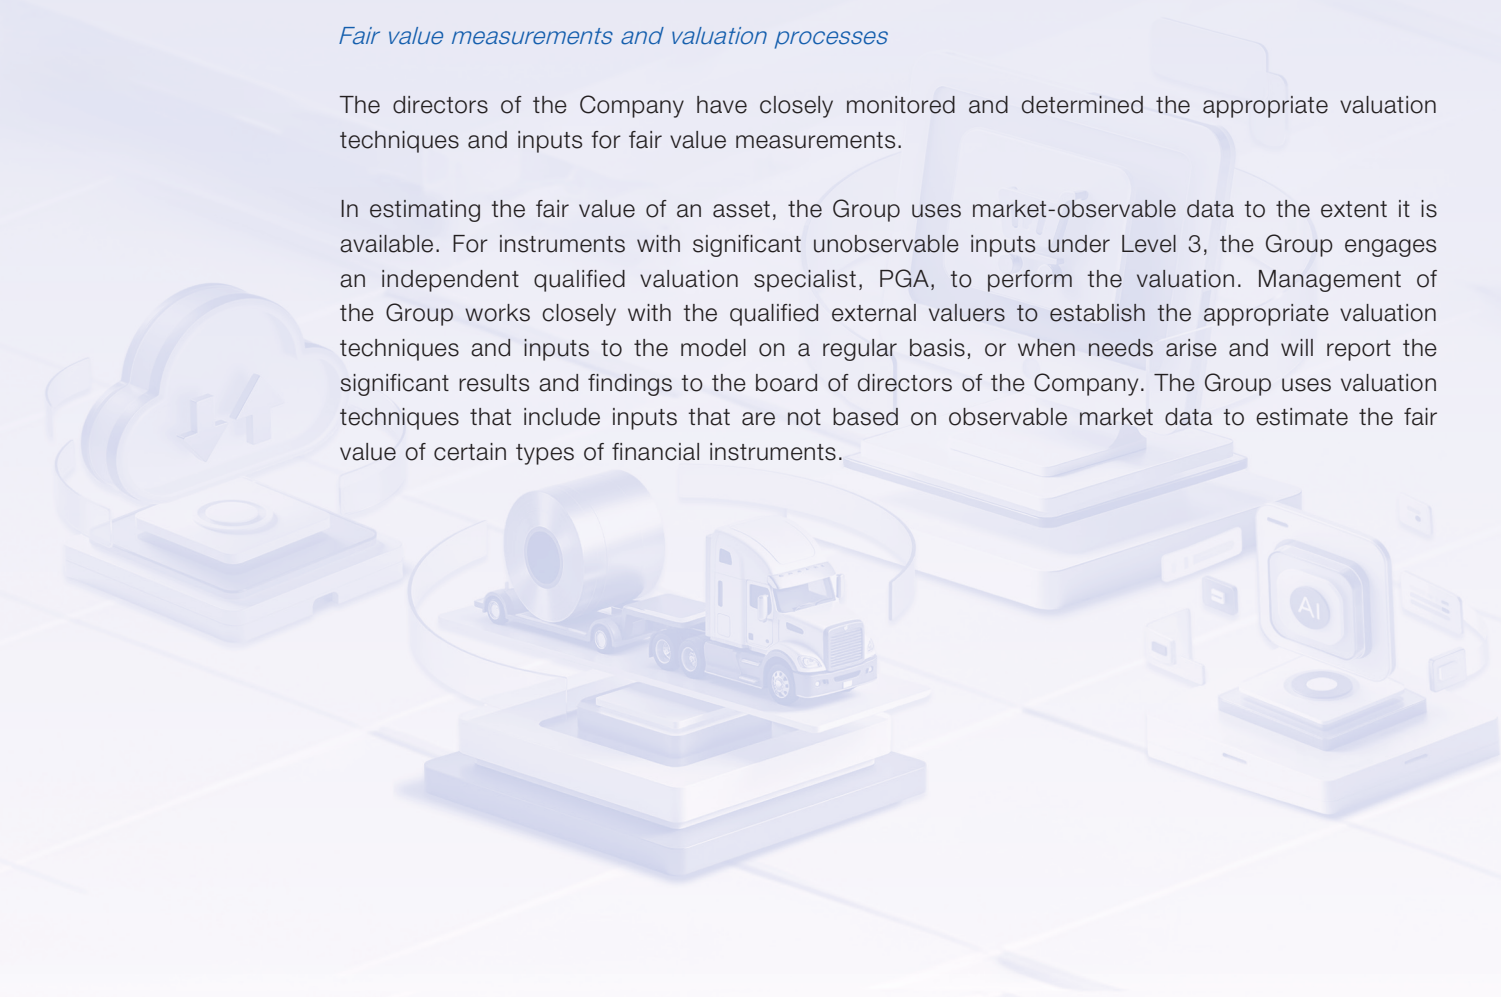 Fair value measurements and valuation processes
The directors of the Company have closely monitored and determined the appropriate valuation
techniques and inputs for fair value measurements.
In estimating the fair value of an asset, the Group uses market-observable data to the extent it is
available. For instruments with significant unobservable inputs under Level 3, the Group engages
an independent qualified valuation specialist, PGA, to perform the valuation. Management of
the Group works closely with the qualified external valuers to establish the appropriate valuation
techniques and inputs to the model on a regular basis, or when needs arise and will report the
significant results and findings to the board of directors of the Company. The Group uses valuation
techniques that include inputs that are not based on observable market data to estimate the fair
value of certain types of financial instruments.
AI